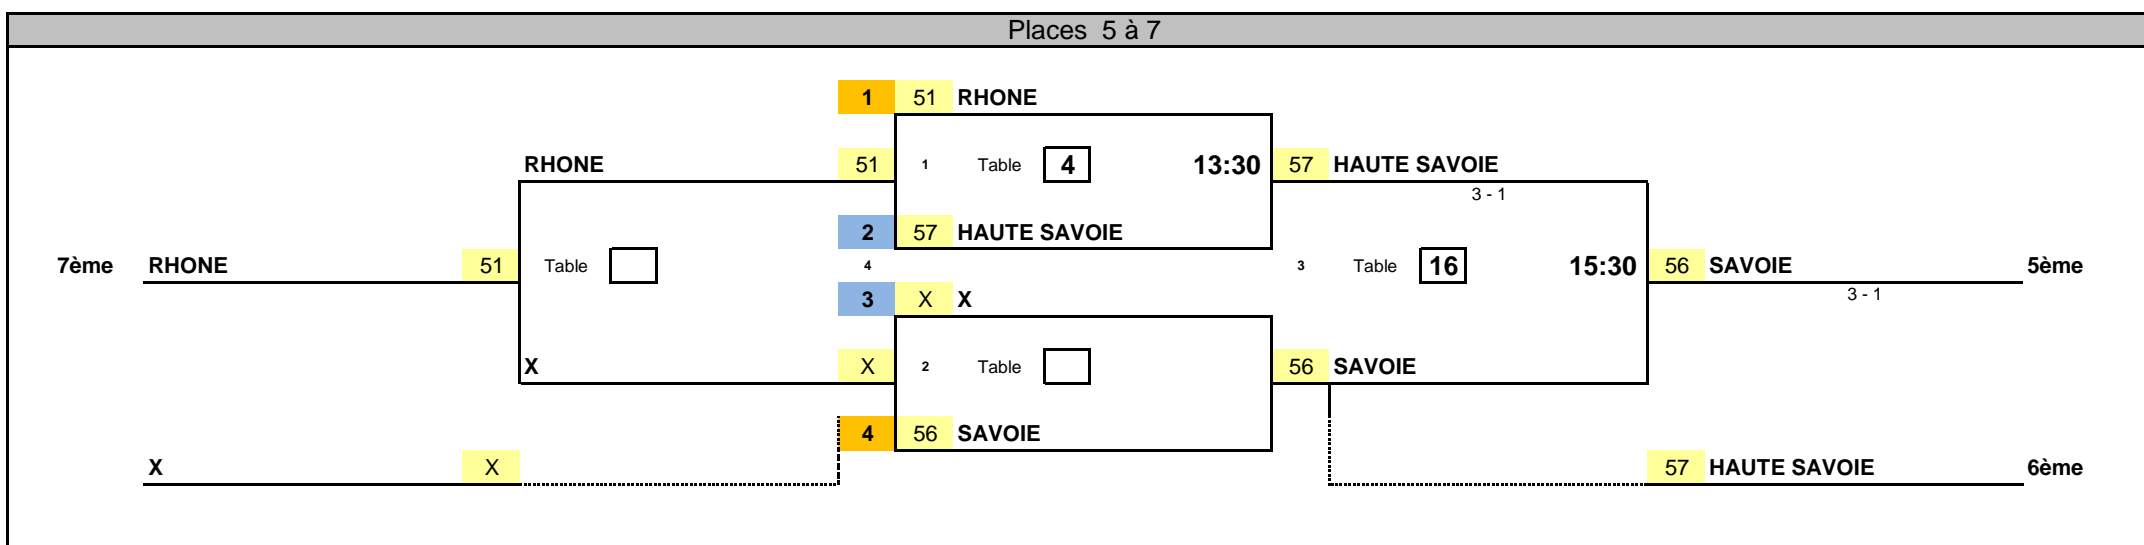 Places 5 à 7
1 51 RHONE
RHONE 51 1 Table 4 13:30 57 HAUTE SAVOIE
3 - 1
2 57 HAUTE SAVOIE
7ème RHONE 51 Table 4 3 Table 16 15:30 56 SAVOIE 5ème
3 X X 3 - 1
X X 2 Table 56 SAVOIE
4 56 SAVOIE
X X 57 HAUTE SAVOIE 6ème